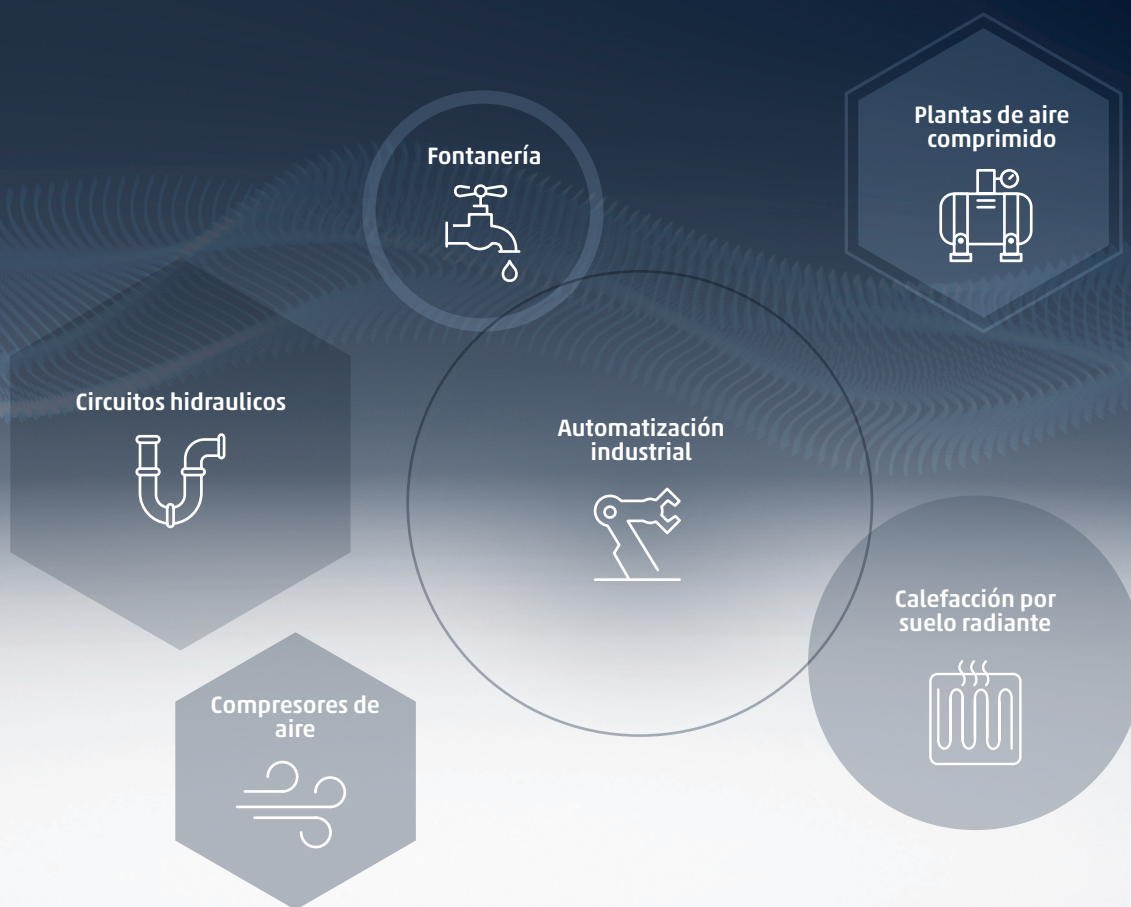 Plantas de aire
comprimido
Fontanería
Circuitos hidraulicos
Automatización
industrial
Calefacción por
suelo radiante
Compresores de
aire